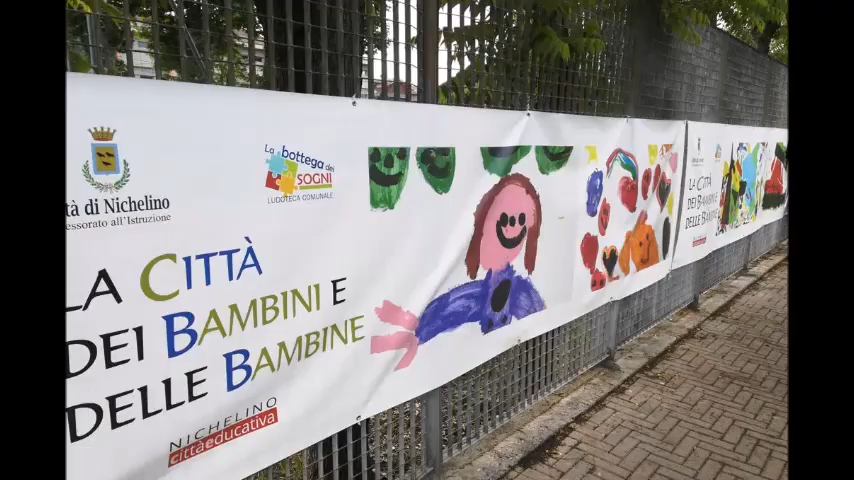 tà di Nichelino
essorato all'Istruzione
La bottega dei
SOGNI
LUDOTECA COMUNALE
LA CITTÀ
DEI BAMBINI E
DELLE BAMBINE
NICHELINO
cittàeducativa
LA CITTÀ
DEI BAMBINI E
DELLE BAMBINE